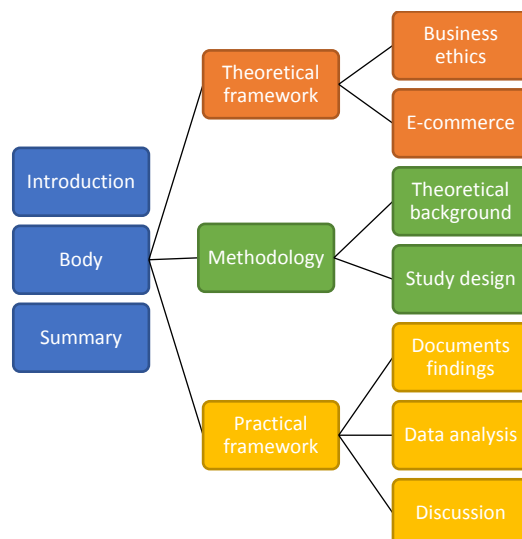 Introduction
Body
Summary
Theoretical
framework
Methodology
Practical
framework
Business
ethics
E-commerce
Theoretical
background
Study design
Documents
findings
Data analysis
Discussion